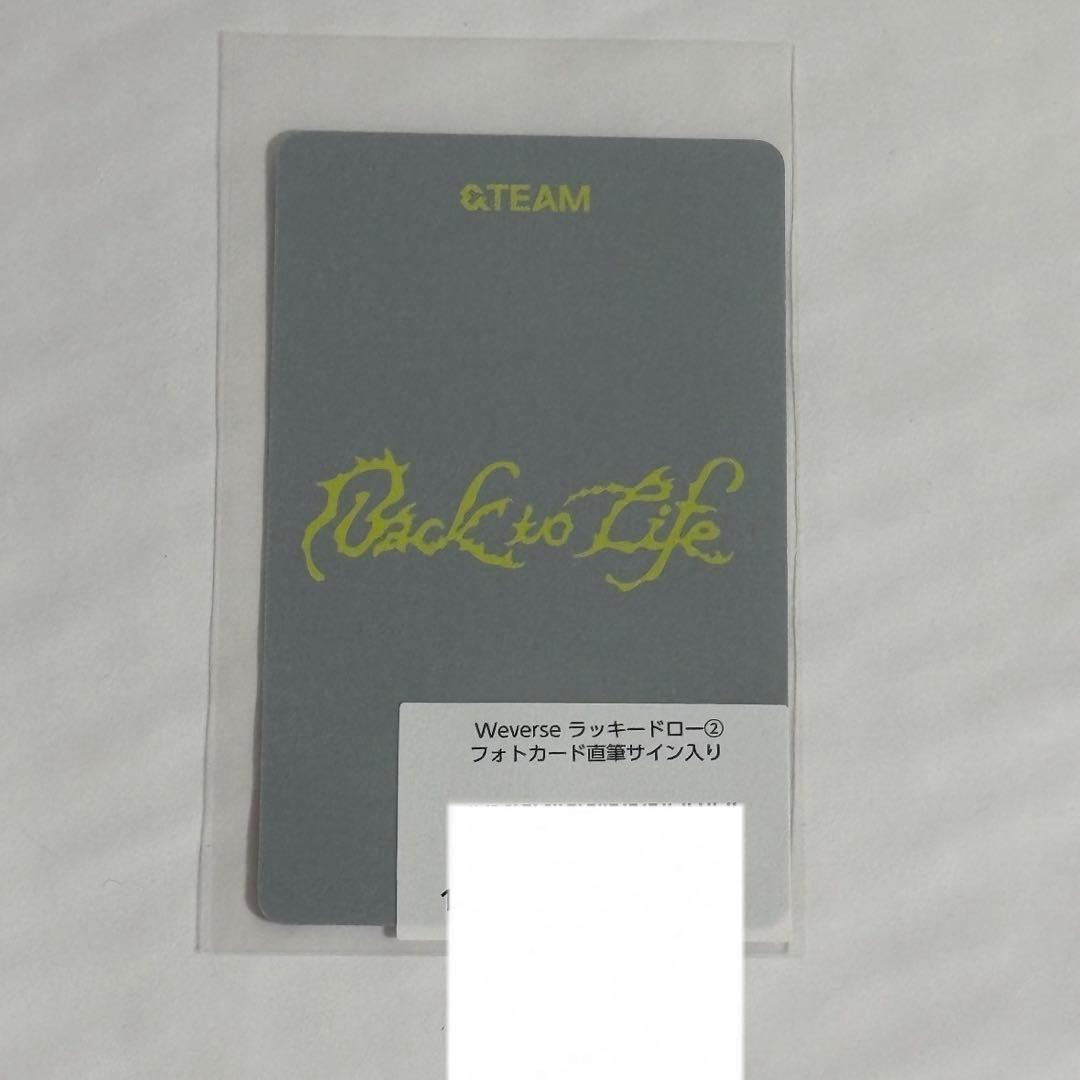 &TEAM
Back to Life
Weverse ラッキードロー②
フォトカード直筆サイン入り